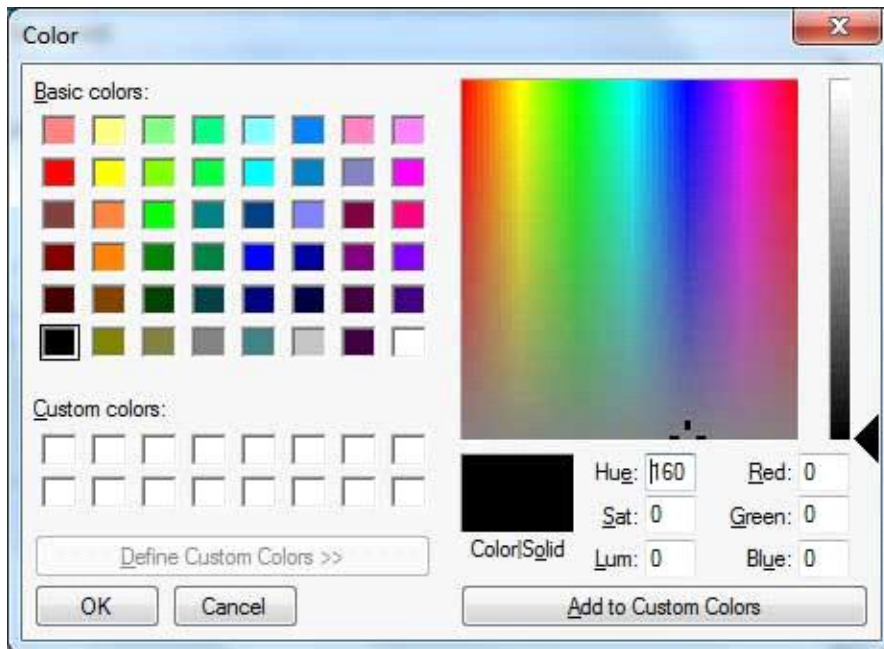 Color
Basic colors:
Custom colors:
Define Custom Colors >>
OK Cancel
Color|Solid
Hue: 160 Red: 0
Sat: 0 Green: 0
Lum: 0 Blue: 0
Add to Custom Colors